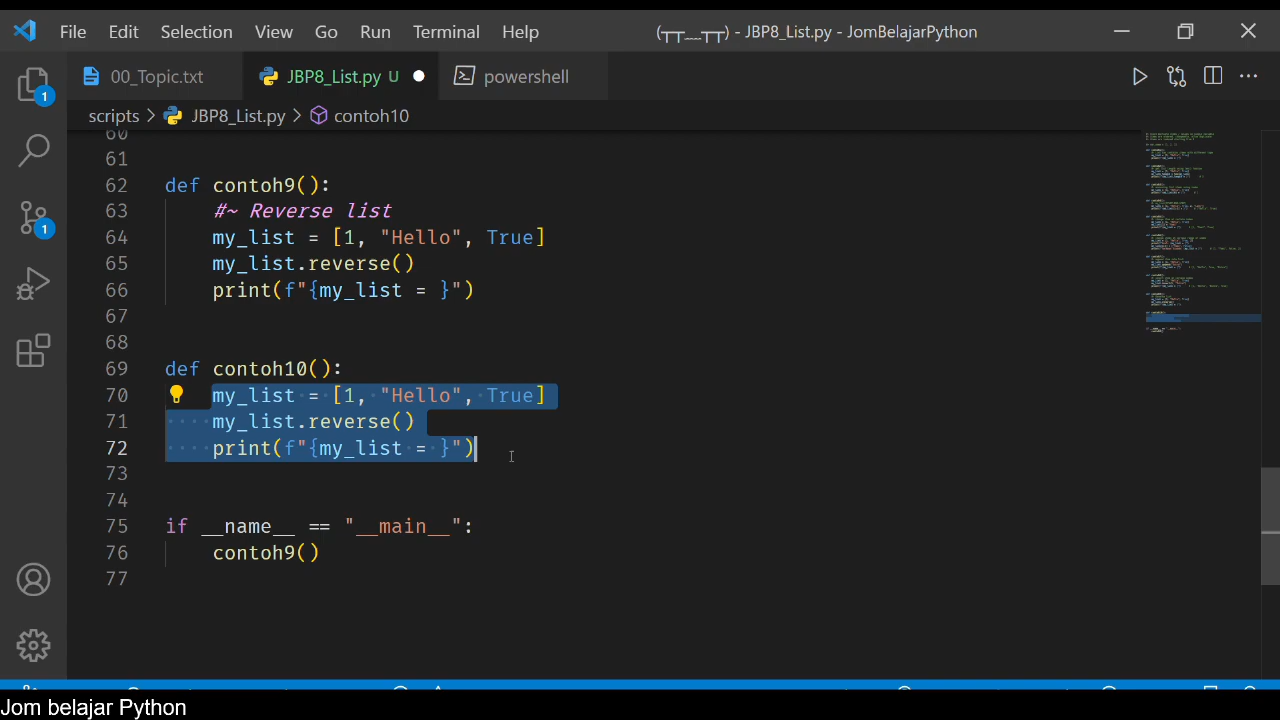 File Edit Selection View Go Run Terminal Help (┬┬﹏┬┬) - JBP8_List.py - JomBelajarPython
00_Topic.txt JBP8_List.py U powershell
1
scripts > JBP8_List.py > contoh10
60
61
62 def contoh9():
63 #~ Reverse list
64 my_list = [1, "Hello", True]
65 my_list.reverse()
66 print(f"{my_list = }")
67
68
69 def contoh10():
70 my_list = [1, "Hello", True]
71 my_list.reverse()
72 print(f"{my_list = }")
73
74
75 if __name__ == "__main__":
76 contoh9()
77
1
Jom belajar Python